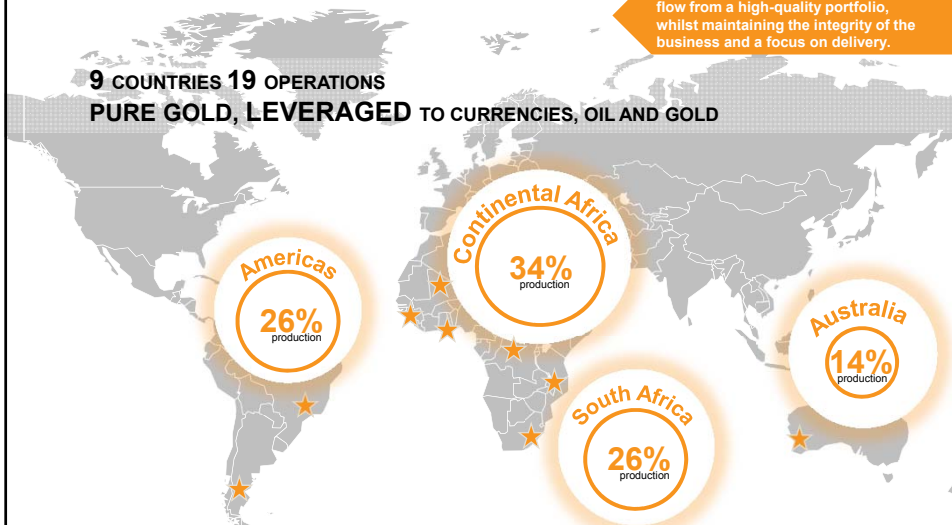 flow from a high-quality portfolio,
whilst maintaining the integrity of the
business and a focus on delivery.
9 COUNTRIES 19 OPERATIONS
PURE GOLD, LEVERAGED TO CURRENCIES, OIL AND GOLD
Continental Africa
34%
production
Americas
26%
production
Australia
14%
production
South Africa
26%
production